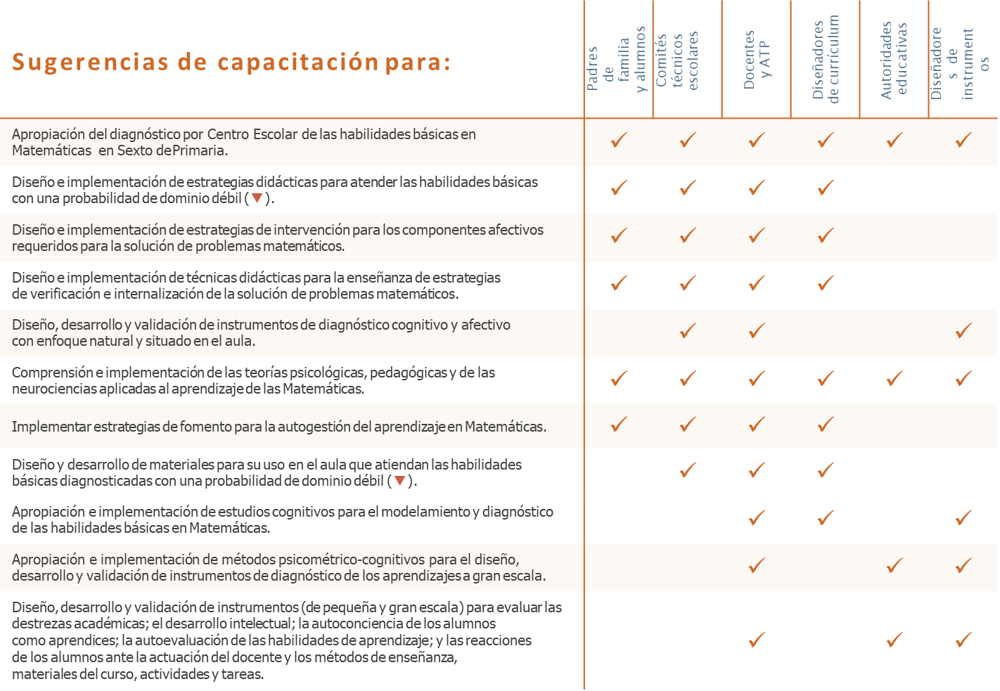 Sugerencias de capacitación para:
Padres
de
familia
y alumnos
Comités
técnicos
escolares
Docentes
y ATP
Diseñadores
de currículum
Autoridades
educativas
Diseñadore
s de
instrument
os
Apropiación del diagnóstico por Centro Escolar de las habilidades básicas en
Matemáticas en Sexto de Primaria.
✓ ✓ ✓ ✓ ✓ ✓
Diseño e implementación de estrategias didácticas para atender las habilidades básicas
con una probabilidad de dominio débil (▼).
✓ ✓ ✓ ✓
Diseño e implementación de estrategias de intervención para los componentes afectivos
requeridos para la solución de problemas matemáticos.
✓ ✓ ✓ ✓
Diseño e implementación de técnicas didácticas para la enseñanza de estrategias
de verificación e internalización de la solución de problemas matemáticos.
✓ ✓ ✓ ✓
Diseño, desarrollo y validación de instrumentos de diagnóstico cognitivo y afectivo
con enfoque natural y situado en el aula.
✓ ✓ ✓
Comprensión e implementación de las teorías psicológicas, pedagógicas y de las
neurociencias aplicadas al aprendizaje de las Matemáticas.
✓ ✓ ✓ ✓ ✓ ✓
Implementar estrategias de fomento para la autogestión del aprendizaje en Matemáticas.
✓ ✓ ✓ ✓
Diseño y desarrollo de materiales para su uso en el aula que atiendan las habilidades
básicas diagnosticadas con una probabilidad de dominio débil (▼).
✓ ✓ ✓
Apropiación e implementación de estudios cognitivos para el modelamiento y diagnóstico
de las habilidades básicas en Matemáticas.
✓ ✓ ✓
Apropiación e implementación de métodos psicométrico-cognitivos para el diseño,
desarrollo y validación de instrumentos de diagnóstico de los aprendizajes a gran escala.
✓ ✓ ✓
Diseño, desarrollo y validación de instrumentos (de pequeña y gran escala) para evaluar las
destrezas académicas; el desarrollo intelectual; la autoconciencia de los alumnos
como aprendices; la autoevaluación de las habilidades de aprendizaje; y las reacciones
de los alumnos ante la actuación del docente y los métodos de enseñanza,
materiales del curso, actividades y tareas.
✓ ✓ ✓